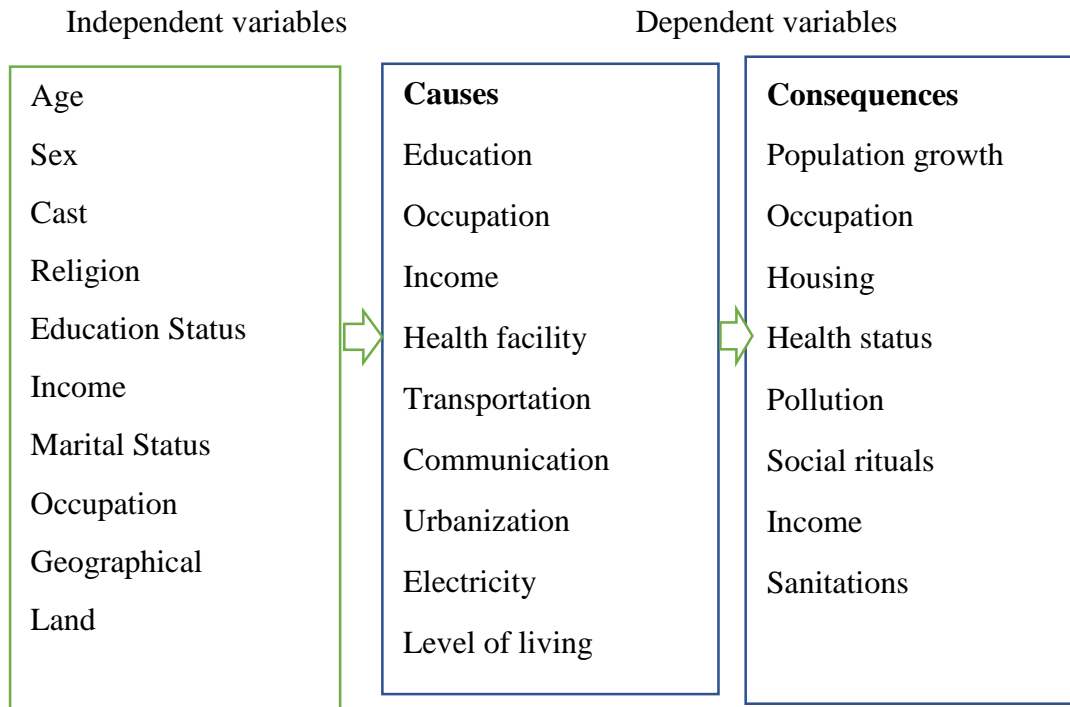 Independent variables
Dependent variables
Age
Sex
Cast
Religion
Education Status
Income
Marital Status
Occupation
Geographical
Land
Causes
Education
Occupation
Income
Health facility
Transportation
Communication
Urbanization
Electricity
Level of living
Consequences
Population growth
Occupation
Housing
Health status
Pollution
Social rituals
Income
Sanitations